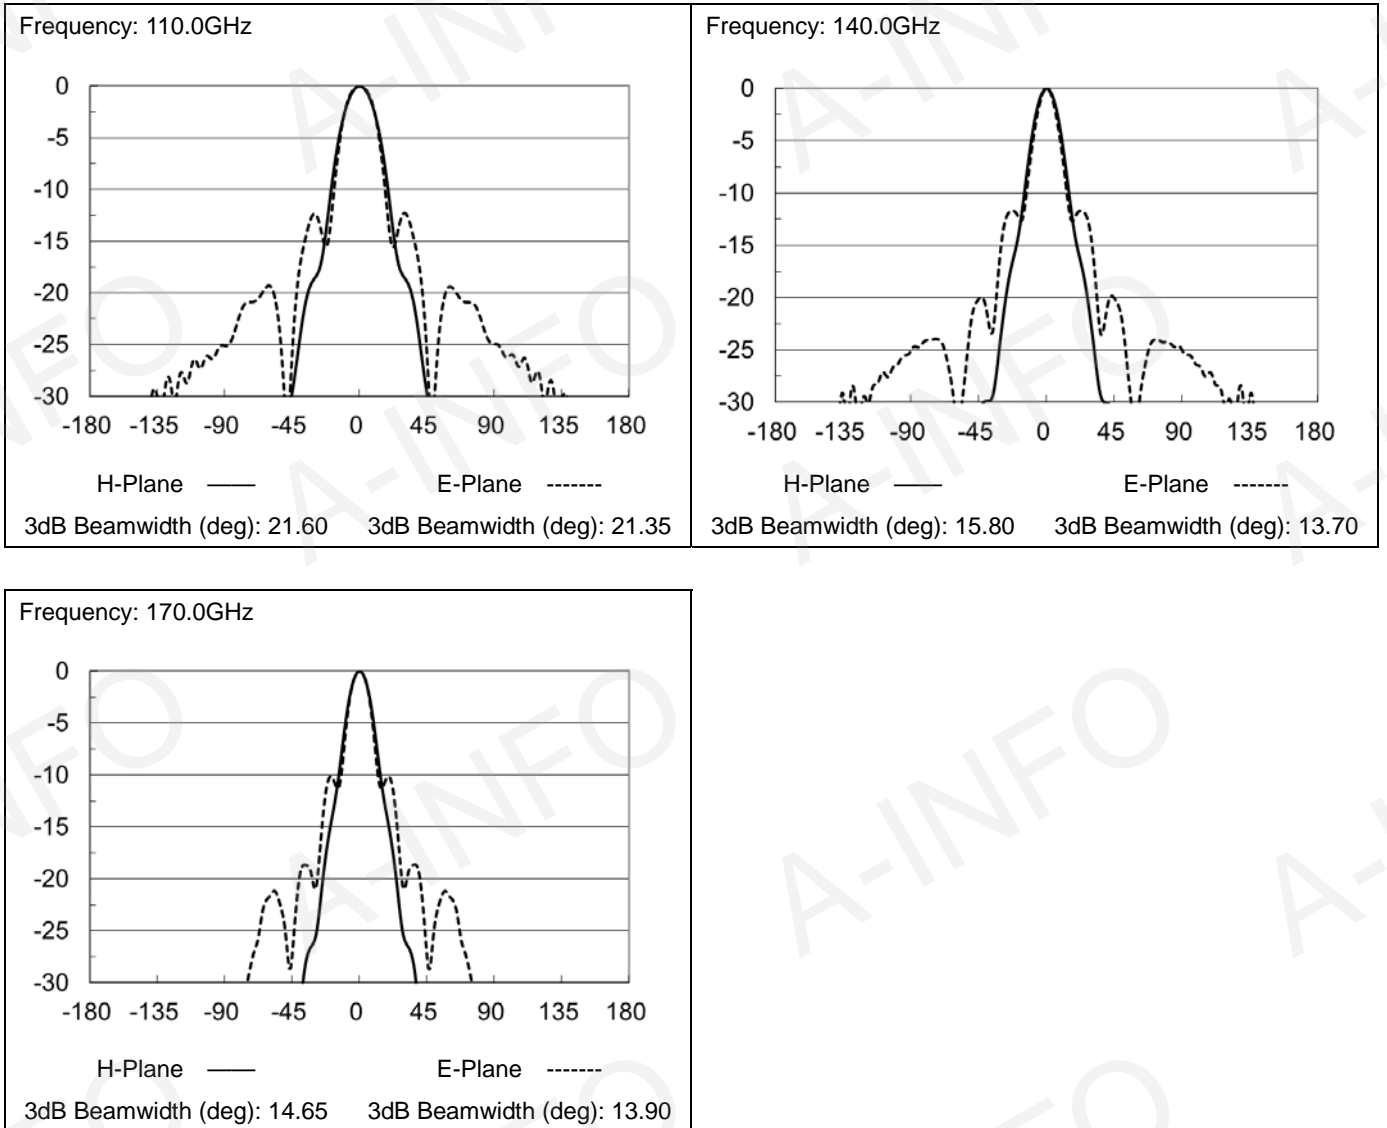 Frequency: 110.0GHz
0
-5
-10
-15
-20
-25
-30
-180 -135 -90 -45 0 45 90 135 180
H-Plane —— E-Plane -------
3dB Beamwidth (deg): 21.60 3dB Beamwidth (deg): 21.35
Frequency: 140.0GHz
0
-5
-10
-15
-20
-25
-30
-180 -135 -90 -45 0 45 90 135 180
H-Plane —— E-Plane -------
3dB Beamwidth (deg): 15.80 3dB Beamwidth (deg): 13.70
Frequency: 170.0GHz
0
-5
-10
-15
-20
-25
-30
-180 -135 -90 -45 0 45 90 135 180
H-Plane —— E-Plane -------
3dB Beamwidth (deg): 14.65 3dB Beamwidth (deg): 13.90
A-INFO